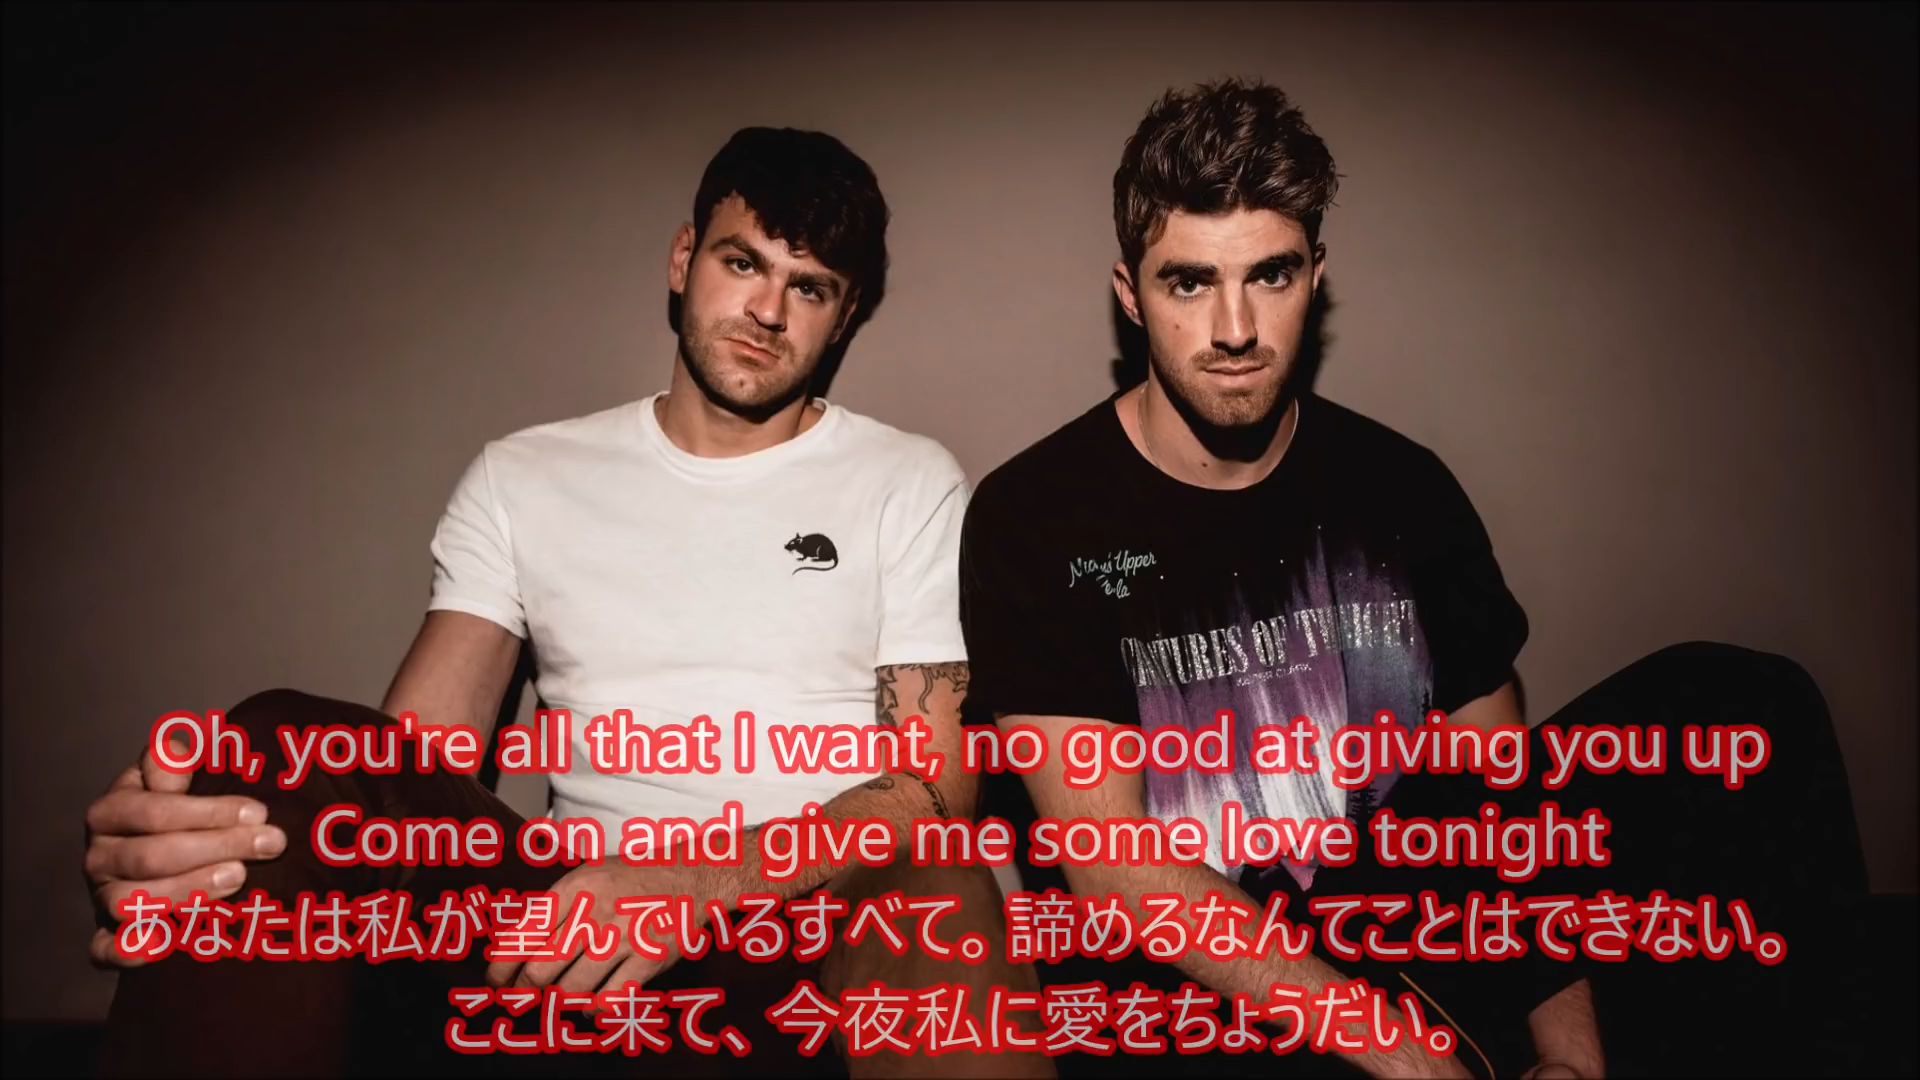 OF
Oh, you're all that I want, no good at giving you up
Come on and give me some love tonight
あなたは私が望んでいるすべて。諦めるなんてことはできない。
ここに来て、今夜私に愛をちょうだい。